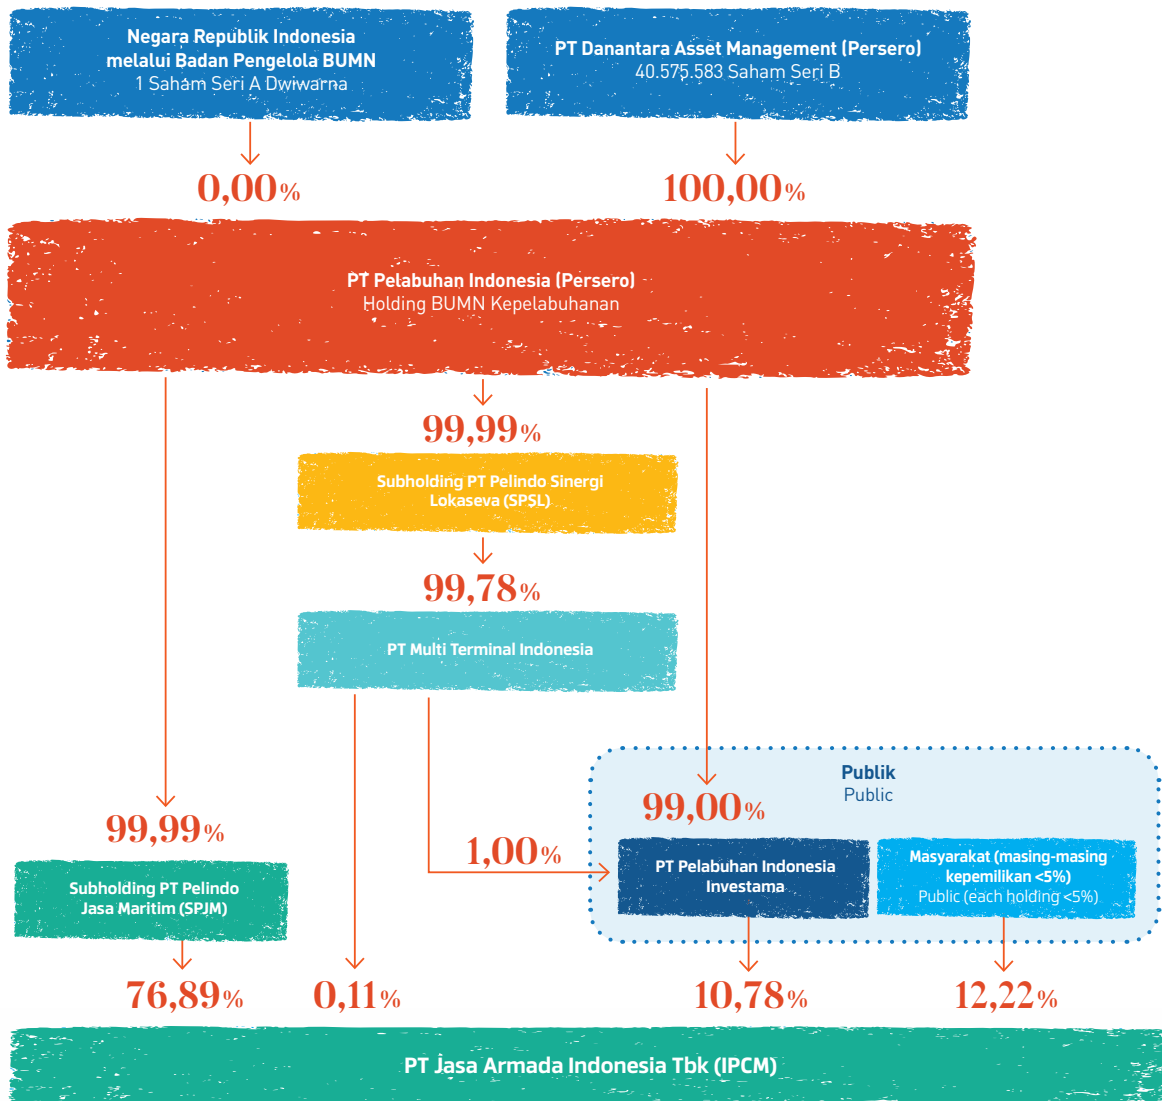 Negara Republik Indonesia
melalui Badan Pengelola BUMN
1 Saham Seri A Dwiwarna
PT Danantara Asset Management (Persero)
40.575.583 Saham Seri B
0,00%
100,00%
PT Pelabuhan Indonesia (Persero)
Holding BUMN Kepelabuhanan
99,99%
Subholding PT Pelindo Sinergi
Lokaseva (SPSL)
99,78%
PT Multi Terminal Indonesia
Publik
Public
99,00%
99,99%
1,00%
PT Pelabuhan Indonesia
Investama
Masyarakat (masing-masing
kepemilikan <5%)
Public (each holding <5%)
Subholding PT Pelindo
Jasa Maritim (SPJM)
76,89%
0,11%
10,78%
12,22%
PT Jasa Armada Indonesia Tbk (IPCM)